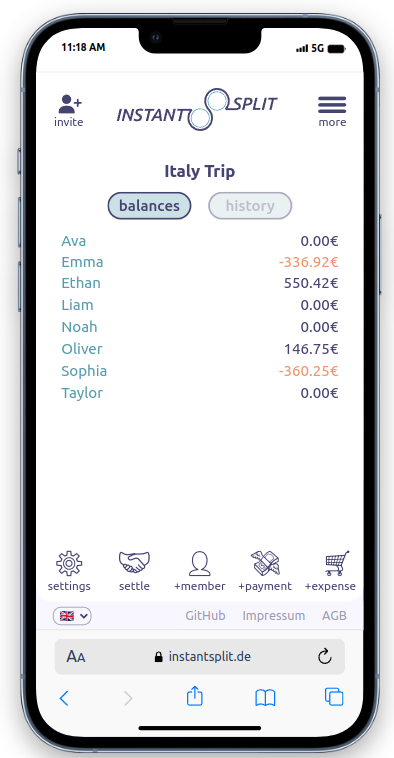 11:18 AM 5G
invite INSTANT SPLIT more
Italy Trip
balances history
Ava 0.00€
Emma -336.92€
Ethan 550.42€
Liam 0.00€
Noah 0.00€
Oliver 146.75€
Sophia -360.25€
Taylor 0.00€
settings settle +member +payment +expense
GitHub Impressum AGB
AA instantsplit.de